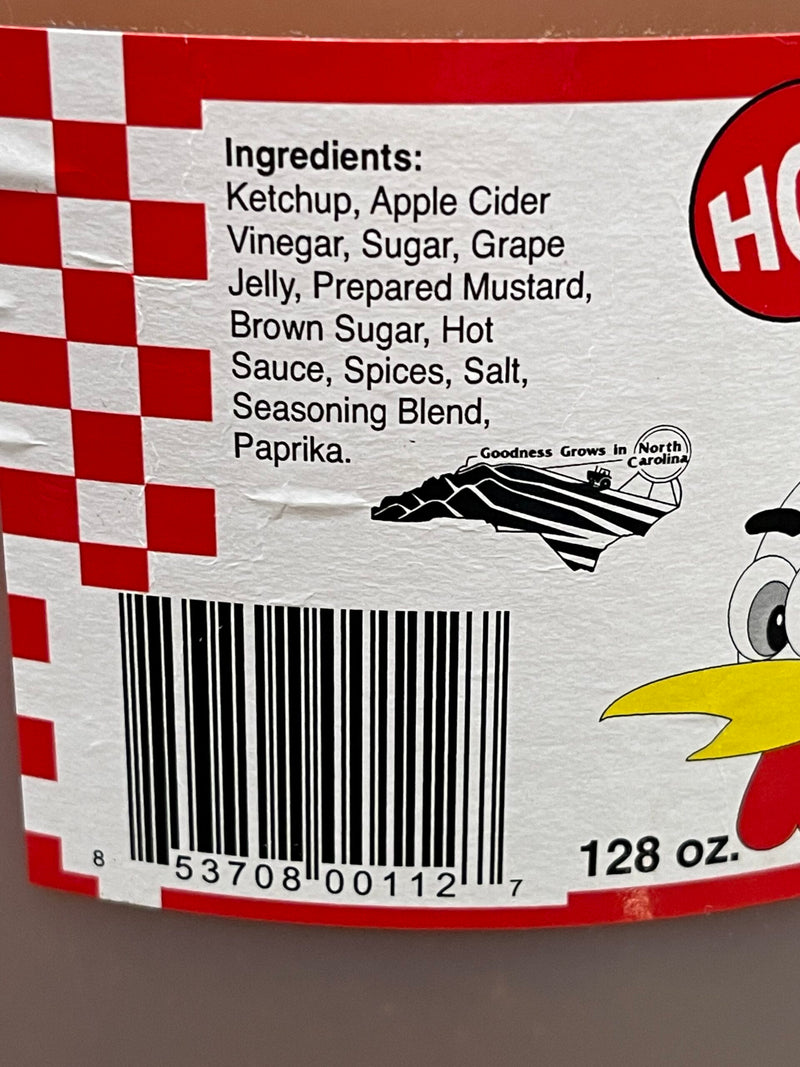 Ingredients:
Ketchup, Apple Cider
Vinegar, Sugar, Grape
Jelly, Prepared Mustard,
Brown Sugar, Hot
Sauce, Spices, Salt,
Seasoning Blend,
Paprika.
Goodness Grows in North
Carolina
HO
8 53708 00112 7
128 oz.